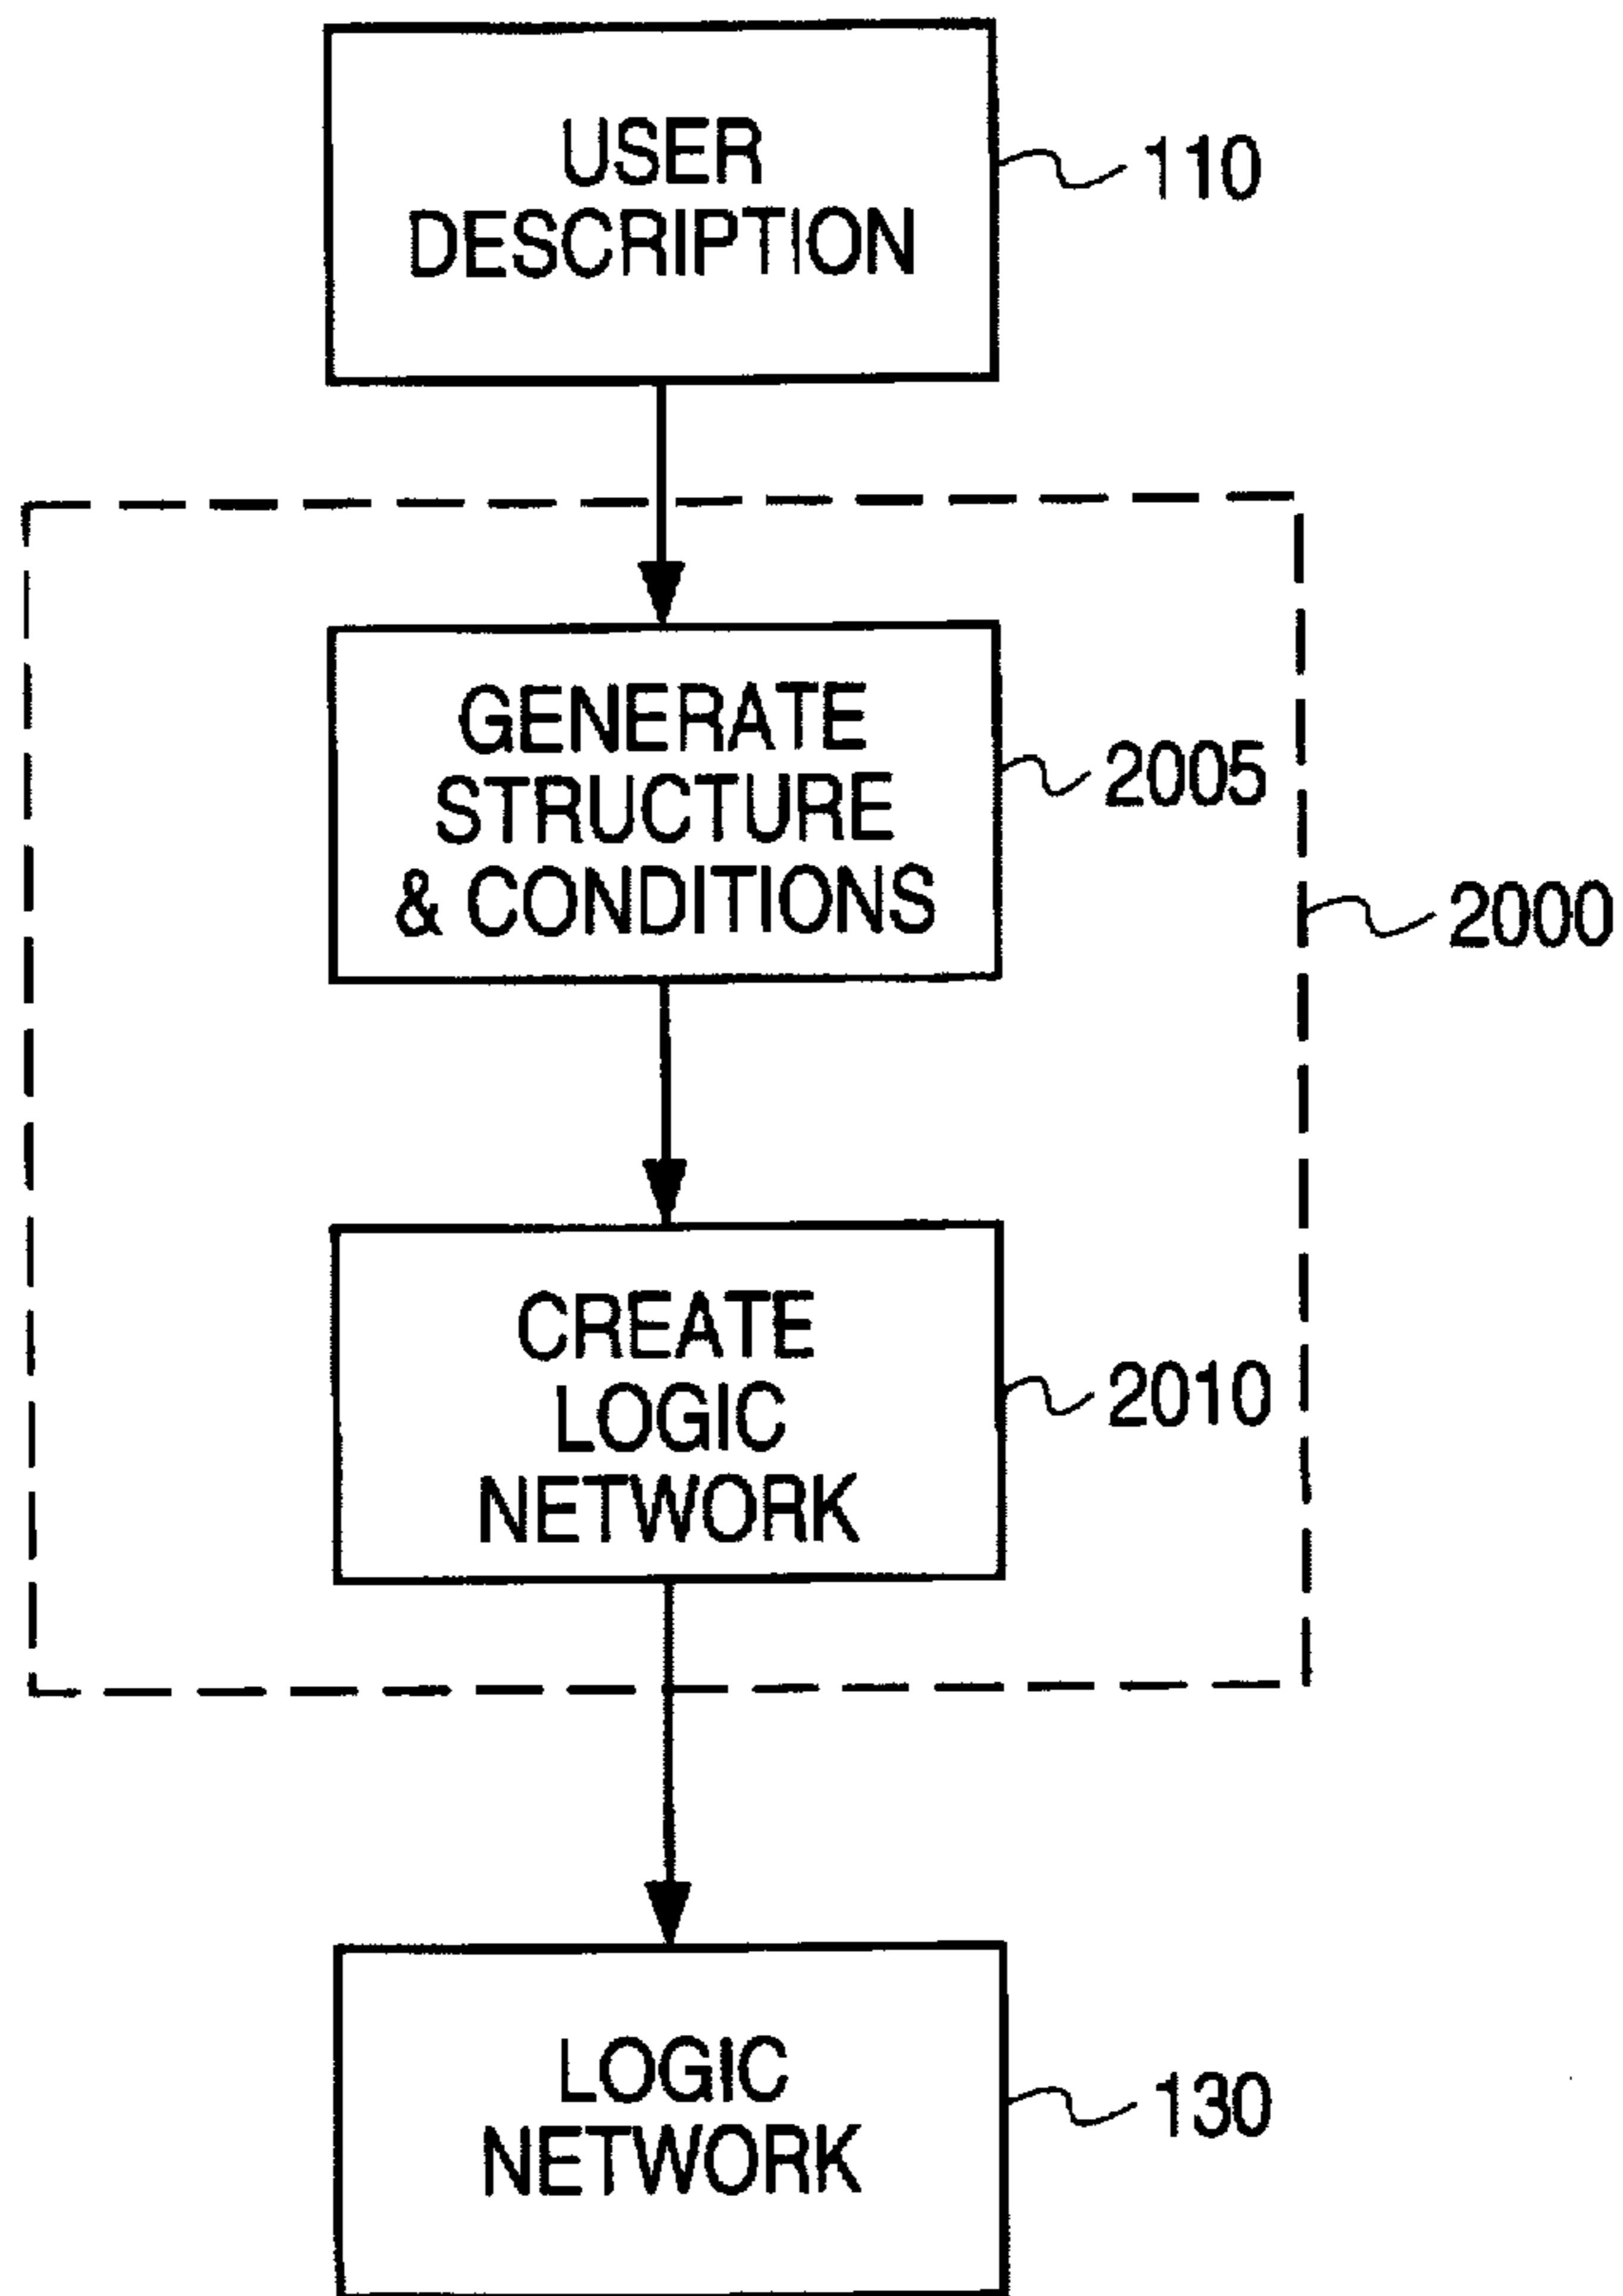 USER
DESCRIPTION
110
GENERATE
STRUCTURE
& CONDITIONS
2005
2000
CREATE
LOGIC
NETWORK
2010
LOGIC
NETWORK
130